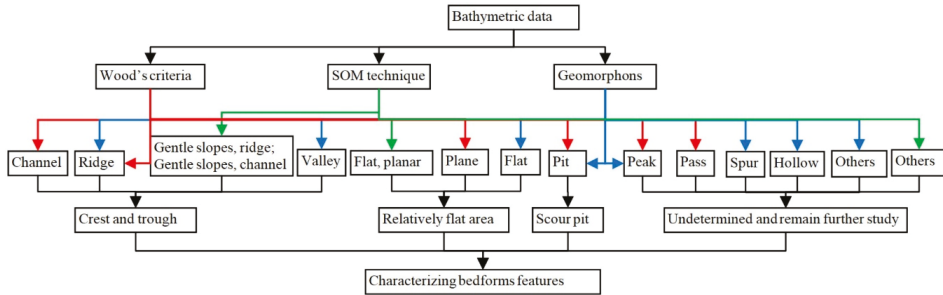 Bathymetric data
Wood's criteria
SOM technique
Geomorphons
Channel
Ridge
Gentle slopes, ridge;
Gentle slopes, channel
Valley
Flat, planar
Plane
Flat
Pit
Peak
Pass
Spur
Hollow
Others
Others
Crest and trough
Relatively flat area
Scour pit
Undetermined and remain further study
Characterizing bedforms features